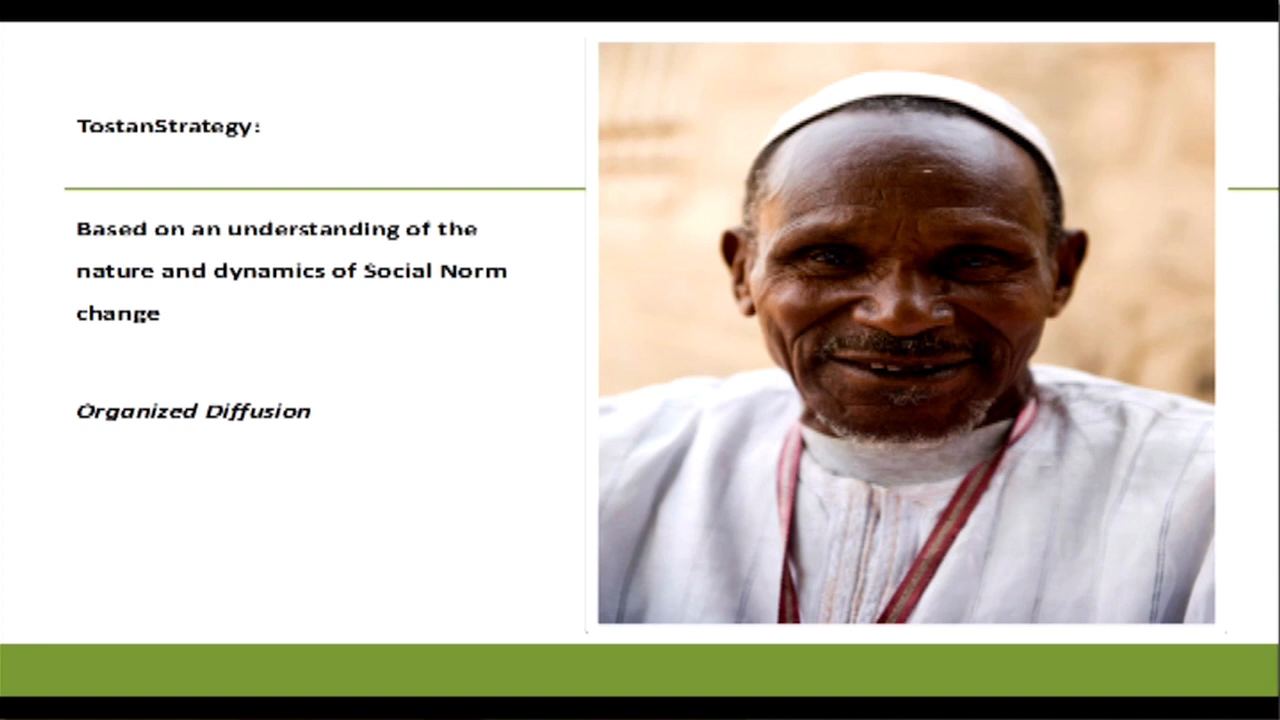 TostanStrategy:
Based on an understanding of the
nature and dynamics of Social Norm
change
Organized Diffusion